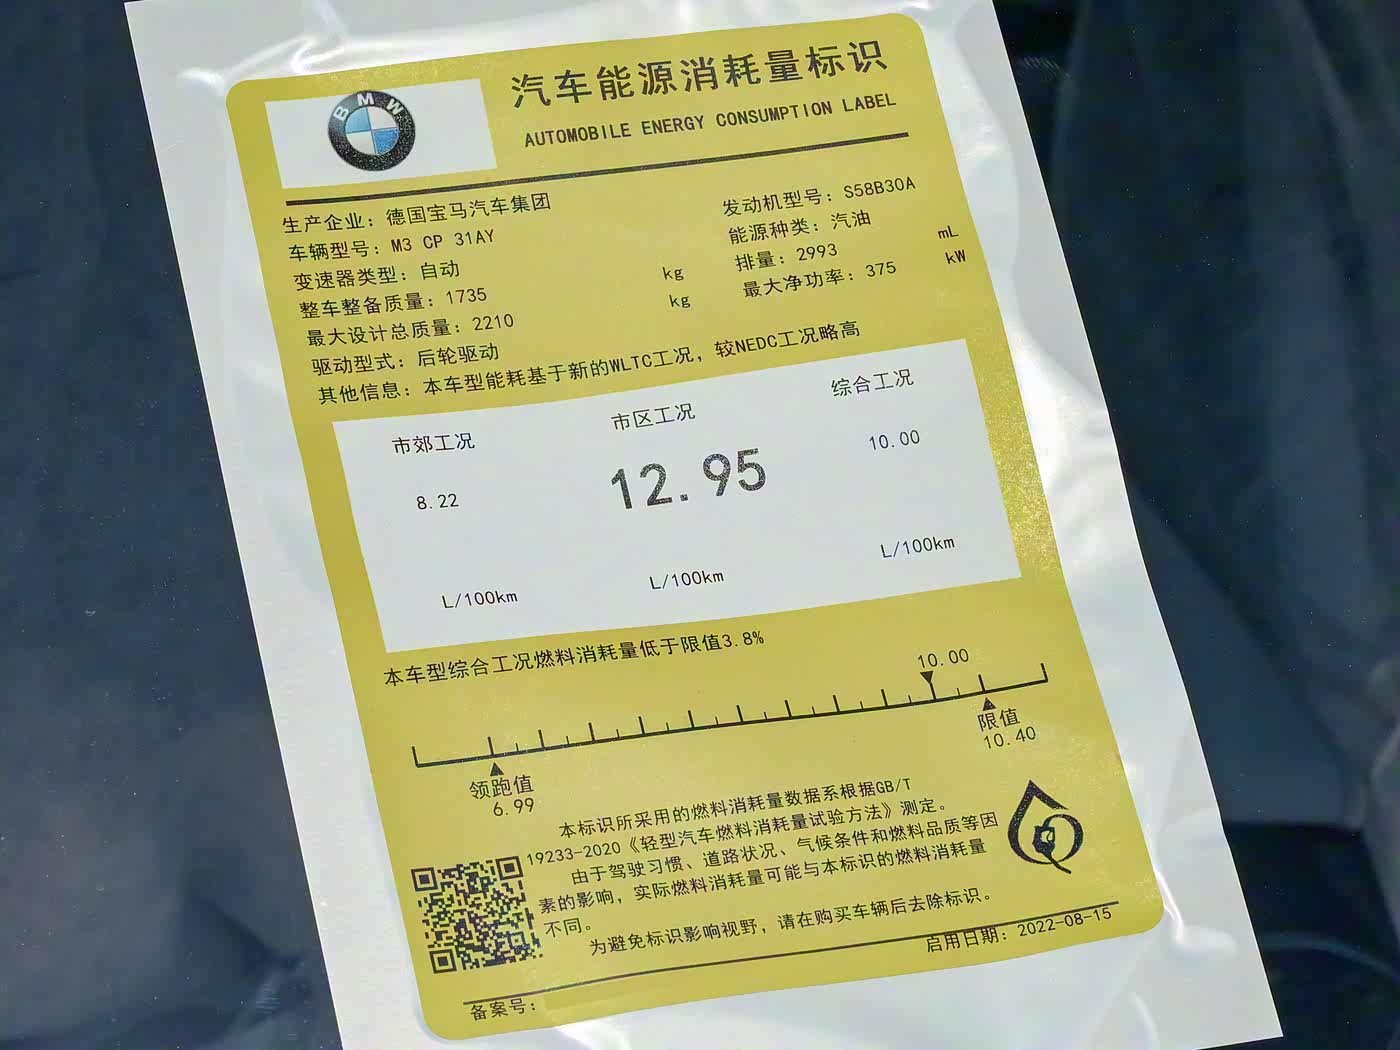 BMW
汽车能源消耗量标识
AUTOMOBILE ENERGY CONSUMPTION LABEL
生产企业：德国宝马汽车集团
车辆型号：M3 CP 31AY
变速器类型：自动
整车整备质量：1735 kg
最大设计总质量：2210 kg
驱动型式：后轮驱动
其他信息：本车型能耗基于新的WLTC工况，较NEDC工况略高
发动机型号：S58B30A
能源种类：汽油
排量：2993 mL
最大净功率：375 kW
市郊工况
8.22
L/100km
市区工况
12.95
L/100km
综合工况
10.00
L/100km
本车型综合工况燃料消耗量低于限值3.8%
10.00
领跑值
6.99
限值
10.40
本标识所采用的燃料消耗量数据系根据GB/T
19233-2020《轻型汽车燃料消耗量试验方法》测定。
由于驾驶习惯、道路状况、气候条件和燃料品质等因
素的影响，实际燃料消耗量可能与本标识的燃料消耗量
不同。
为避免标识影响视野，请在购买车辆后去除标识。
启用日期：2022-08-15
备案号：